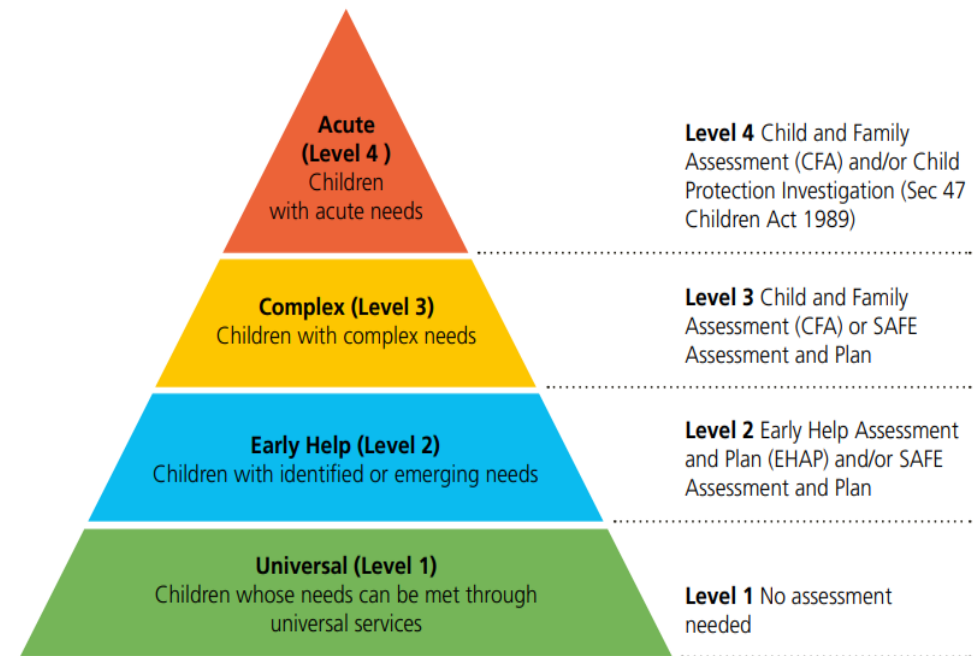 Acute
(Level 4 )
Children
with acute needs
Level 4 Child and Family
Assessment (CFA) and/or Child
Protection Investigation (Sec 47
Children Act 1989)
Complex (Level 3)
Children with complex needs
Level 3 Child and Family
Assessment (CFA) or SAFE
Assessment and Plan
Early Help (Level 2)
Children with identified or emerging needs
Level 2 Early Help Assessment
and Plan (EHAP) and/or SAFE
Assessment and Plan
Universal (Level 1)
Children whose needs can be met through
universal services
Level 1 No assessment
needed